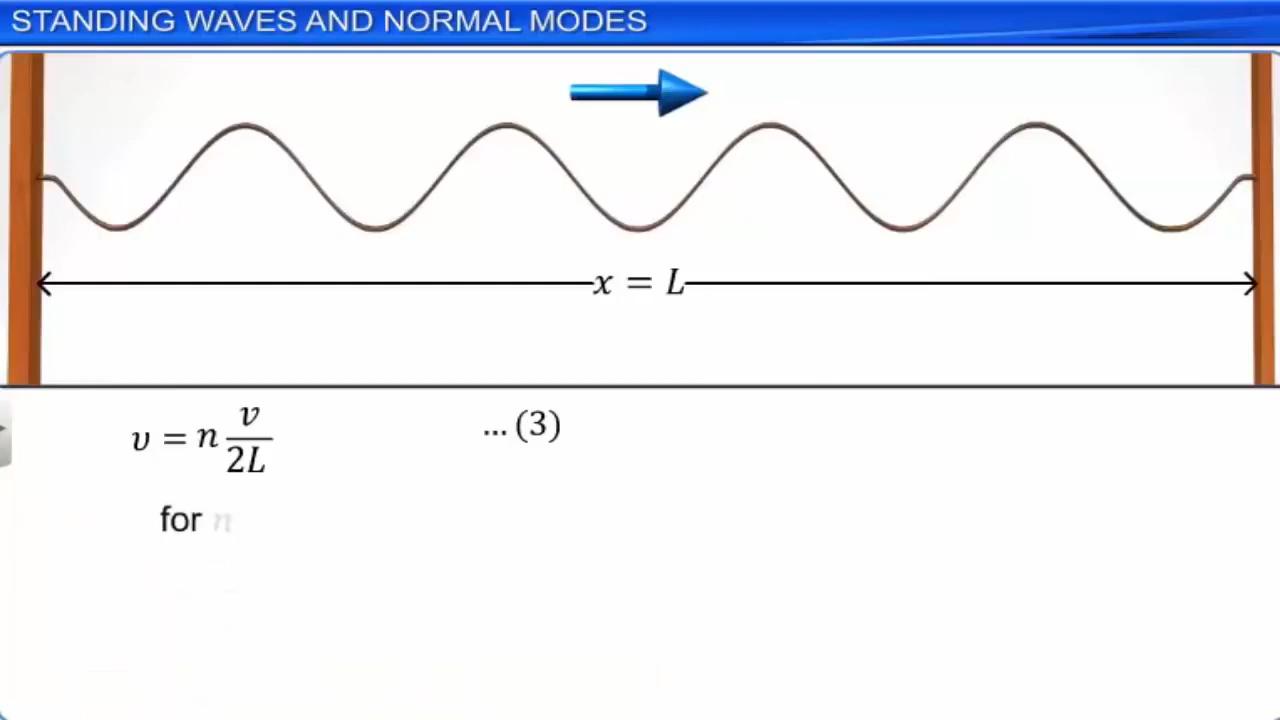 STANDING WAVES AND NORMAL MODES
x = L
υ = n v/2L ... (3)
for n